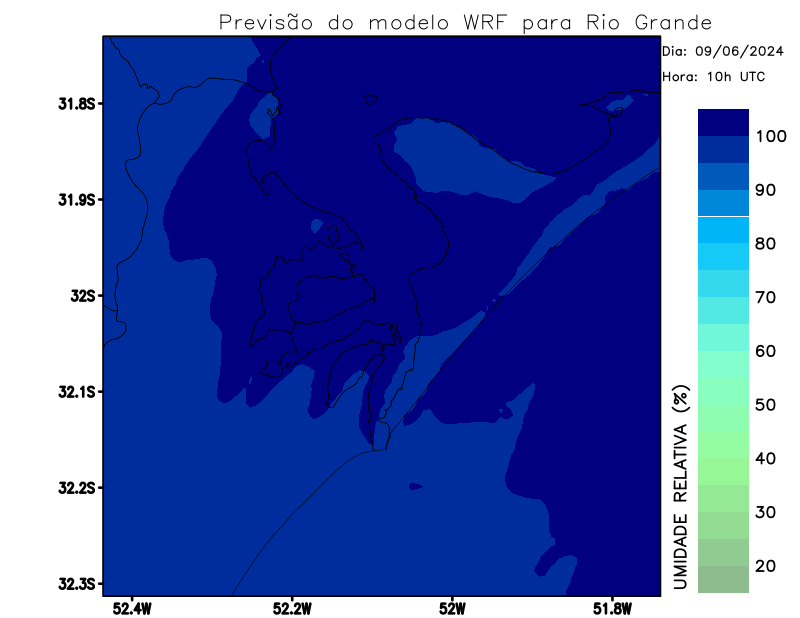 Previsão do modelo WRF para Rio Grande
Dia: 09/06/2024
Hora: 10h UTC
31.8S
31.9S
32S
32.1S
32.2S
32.3S
52.4W
52.2W
52W
51.8W
UMIDADE RELATIVA (%)
100
90
80
70
60
50
40
30
20